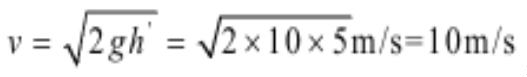 v = √2gh' = √2×10×5m/s=10m/s